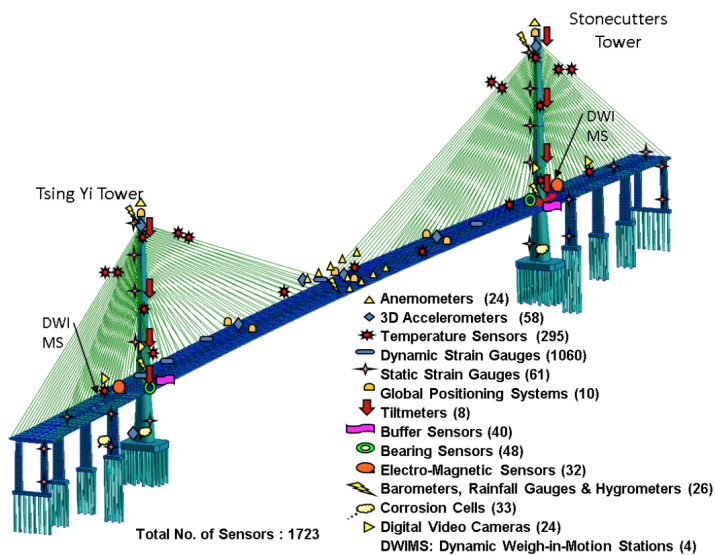 Stonecutters
Tower
DWI
MS
Tsing Yi Tower
DWI
MS
Anemometers (24)
3D Accelerometers (58)
Temperature Sensors (295)
Dynamic Strain Gauges (1060)
Static Strain Gauges (61)
Global Positioning Systems (10)
Tiltmeters (8)
Buffer Sensors (40)
Bearing Sensors (48)
Electro-Magnetic Sensors (32)
Barometers, Rainfall Gauges & Hygrometers (26)
Corrosion Cells (33)
Digital Video Cameras (24)
DWIMS: Dynamic Weigh-in-Motion Stations (4)
Total No. of Sensors : 1723